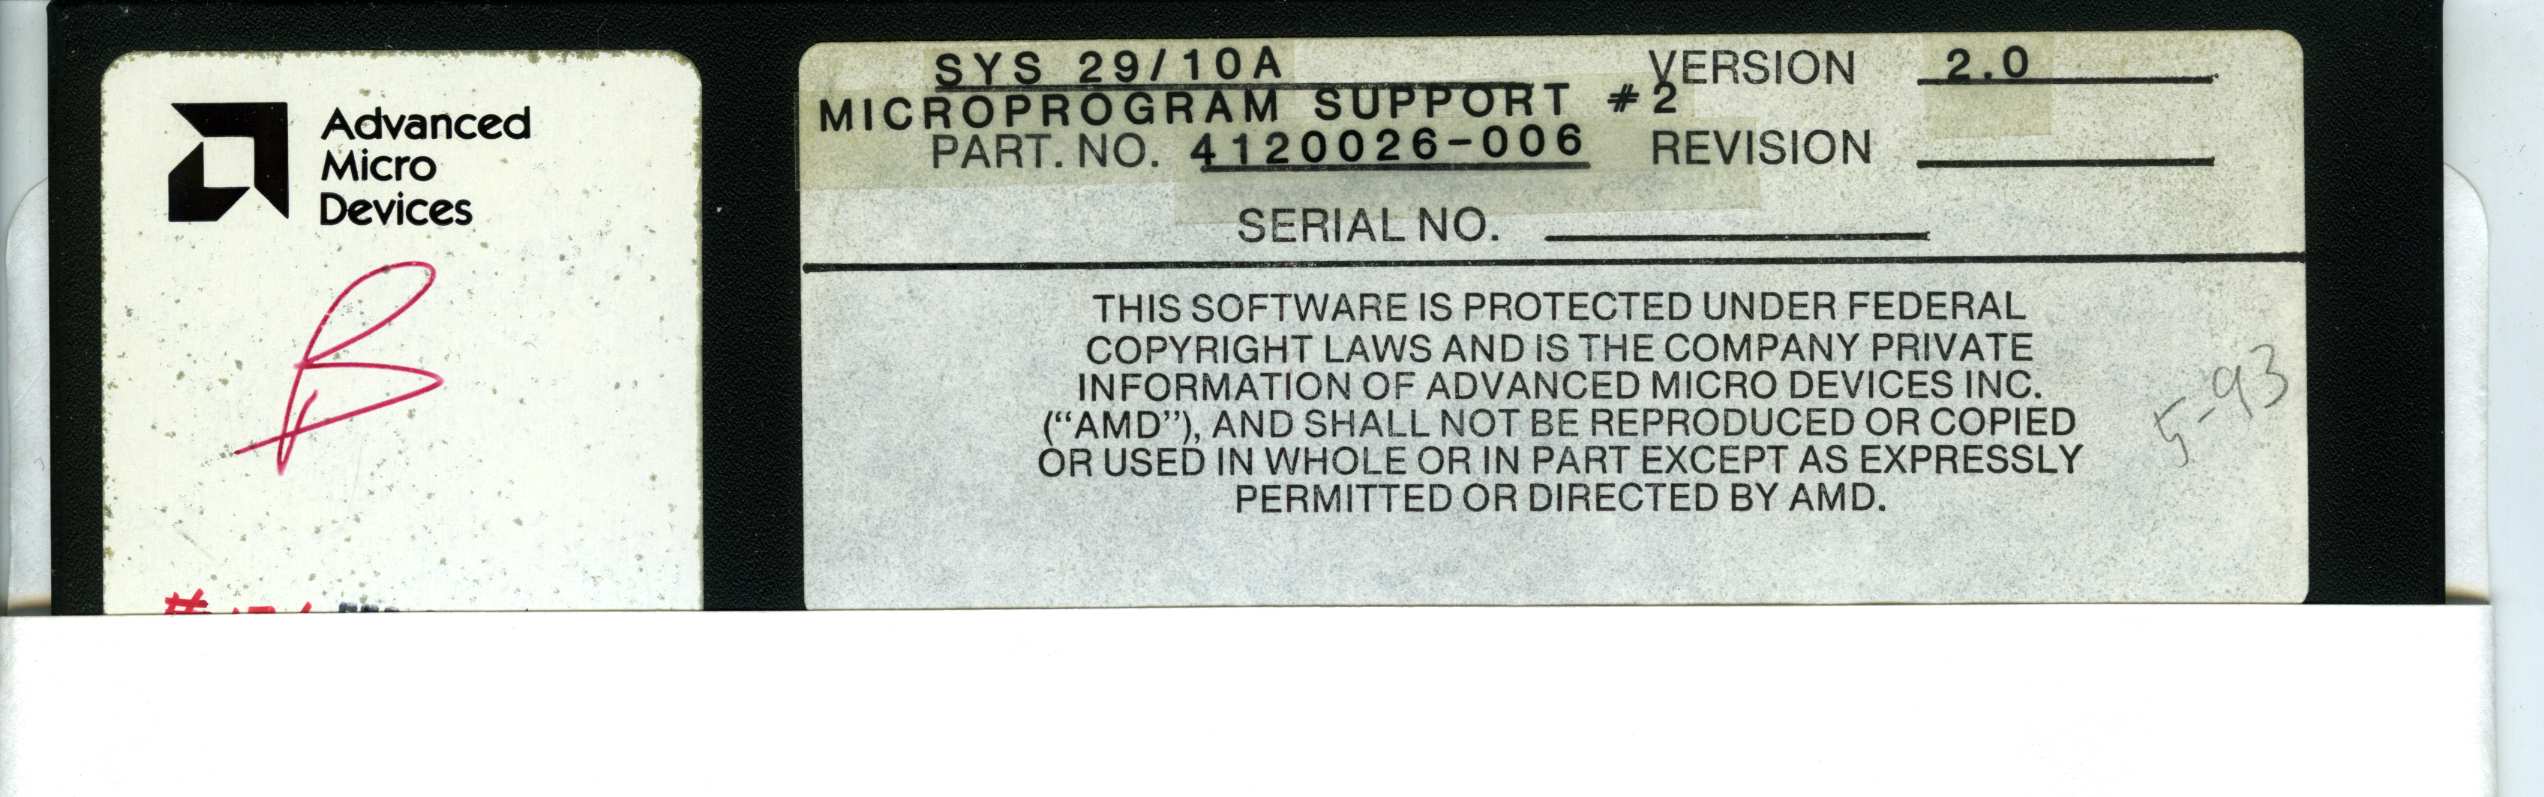 Advanced
Micro
Devices
B
SYS 29/10A VERSION 2.0
MICROPROGRAM SUPPORT #2
PART. NO. 4120026-006 REVISION
SERIAL NO.
THIS SOFTWARE IS PROTECTED UNDER FEDERAL
COPYRIGHT LAWS AND IS THE COMPANY PRIVATE
INFORMATION OF ADVANCED MICRO DEVICES INC.
("AMD"), AND SHALL NOT BE REPRODUCED OR COPIED
OR USED IN WHOLE OR IN PART EXCEPT AS EXPRESSLY
PERMITTED OR DIRECTED BY AMD.
5-93